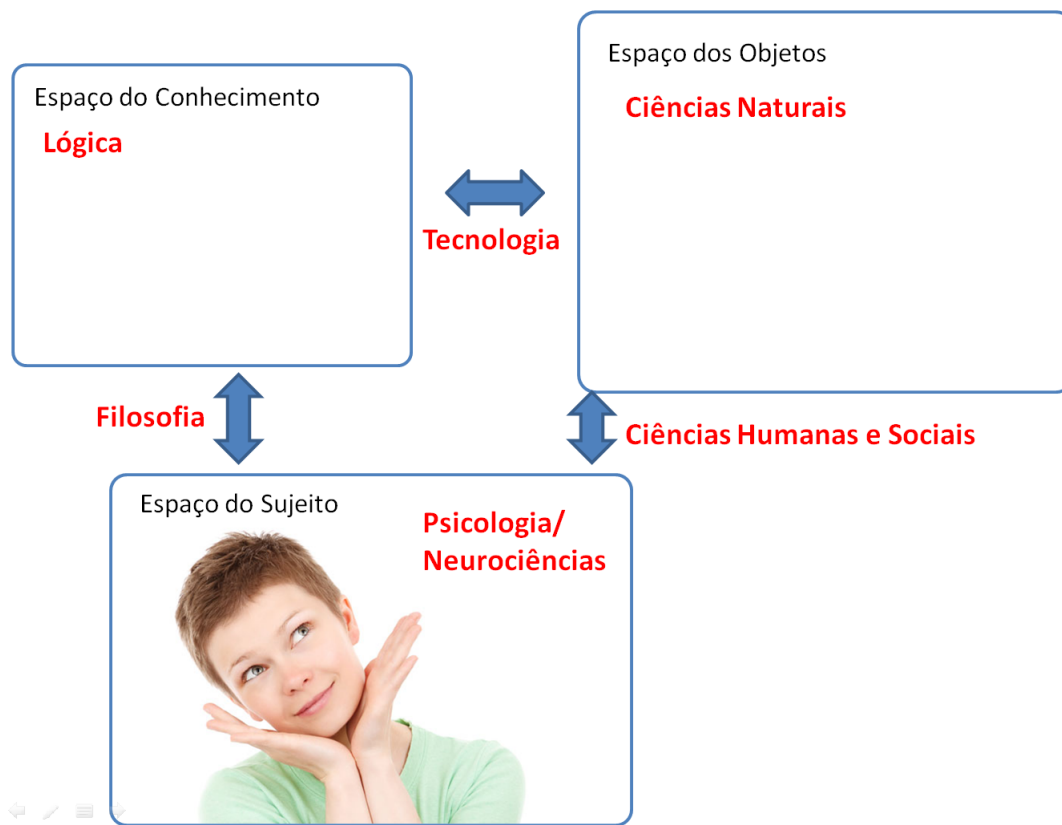 Espaço do Conhecimento
Lógica
Espaço dos Objetos
Ciências Naturais
Tecnologia
Filosofia
Ciências Humanas e Sociais
Espaço do Sujeito
Psicologia/
Neurociências